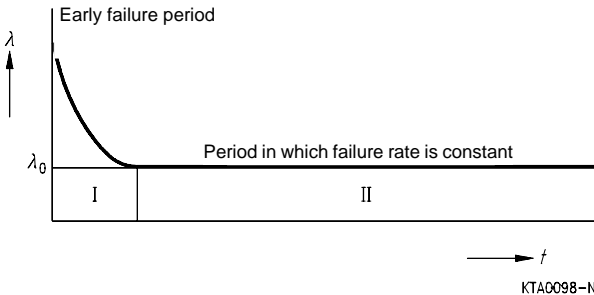 Early failure period
λ
Period in which failure rate is constant
λ0
I II
t
KTA0098-N